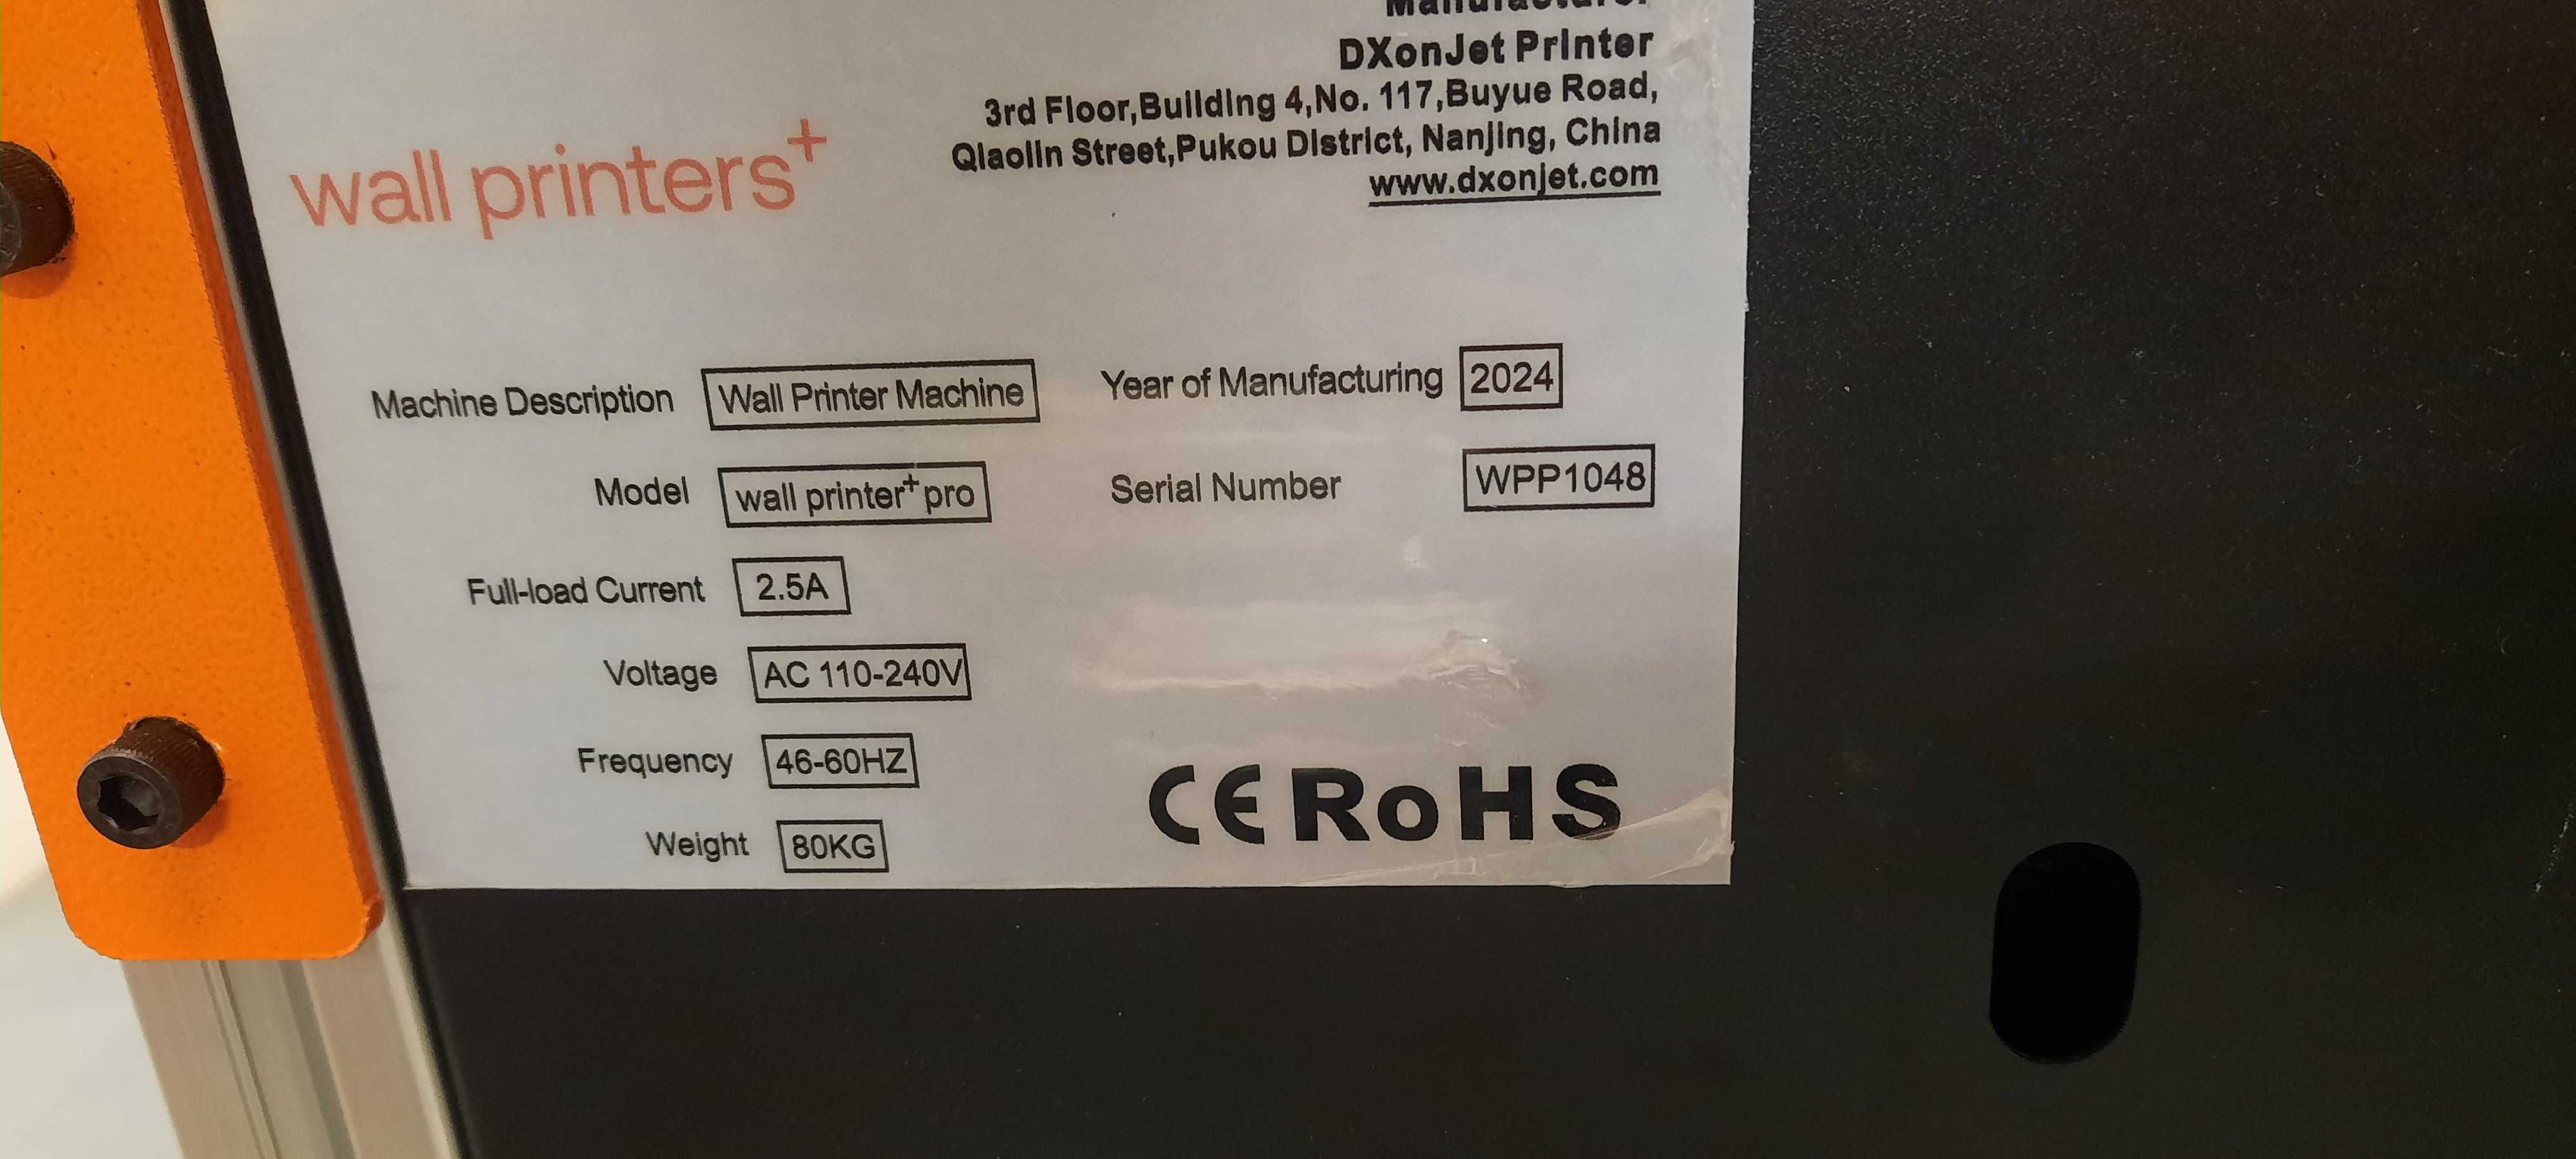 Manufacturer
DXonJet Printer
3rd Floor,Building 4,No. 117,Buyue Road,
Qiaolin Street,Pukou District, Nanjing, China
www.dxonjet.com
wall printers+
Machine Description Wall Printer Machine
Year of Manufacturing 2024
Model wall printer+ pro
Serial Number WPP1048
Full-load Current 2.5A
Voltage AC 110-240V
Frequency 46-60HZ
Weight 80KG
CE RoHS